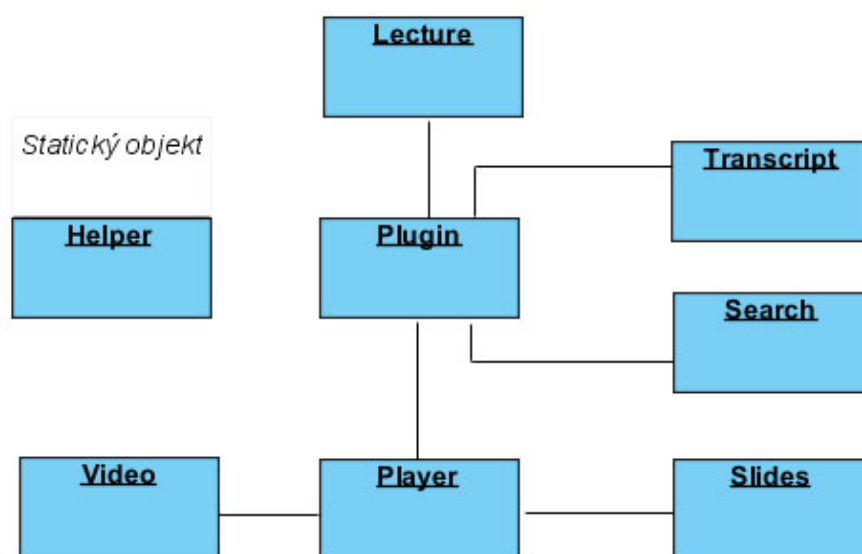 Lecture
Statický objekt
Transcript
Helper
Plugin
Search
Video
Player
Slides